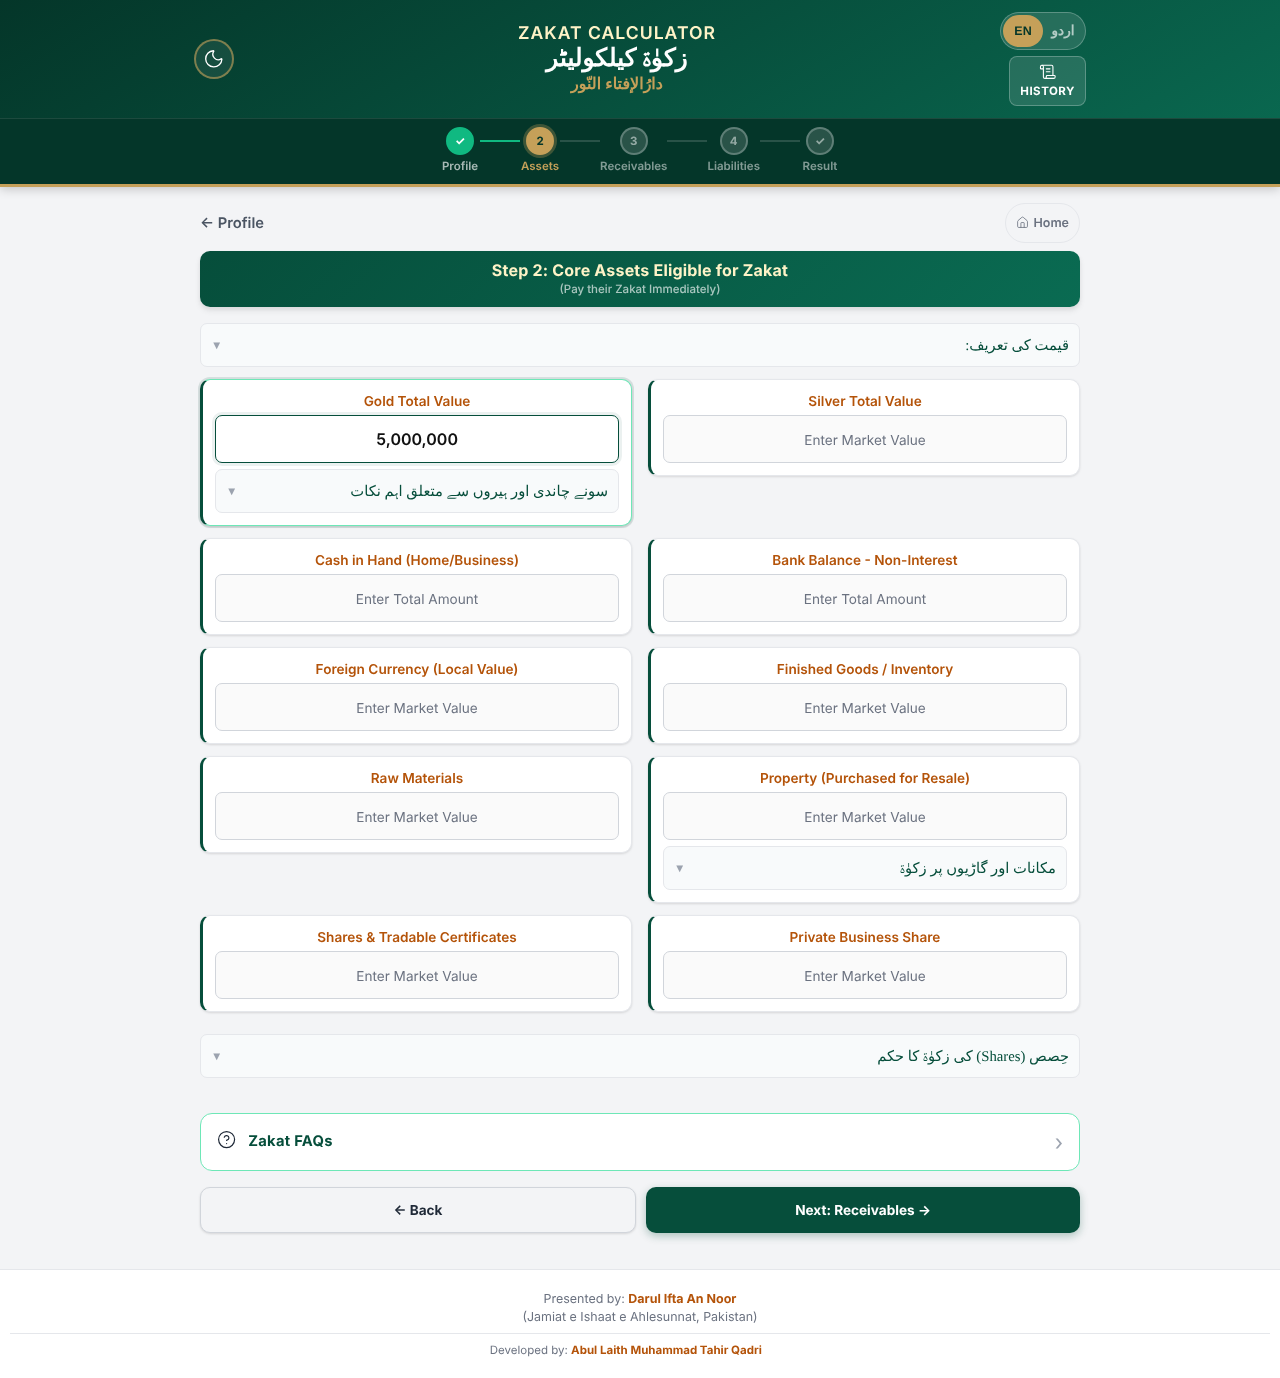 ZAKAT CALCULATOR
زکوٰۃ کیلکولیٹر
دارُالإفتاء النّور
EN
اردو
HISTORY
2
3
4
Profile
Assets
Receivables
Liabilities
Result
← Profile
Home
Step 2: Core Assets Eligible for Zakat
(Pay their Zakat Immediately)
قیمت کی تعریف:
Gold Total Value
5,000,000
سونے چاندی اور ہیروں سے متعلق اہم نکات
Silver Total Value
Enter Market Value
Cash in Hand (Home/Business)
Enter Total Amount
Bank Balance - Non-Interest
Enter Total Amount
Foreign Currency (Local Value)
Enter Market Value
Finished Goods / Inventory
Enter Market Value
Raw Materials
Enter Market Value
Property (Purchased for Resale)
Enter Market Value
مکانات اور گاڑیوں پر زکوٰۃ
Shares & Tradable Certificates
Enter Market Value
Private Business Share
Enter Market Value
حِصص (Shares) کی زکوٰۃ کا حکم
Zakat FAQs
← Back
Next: Receivables →
Presented by: Darul Ifta An Noor
(Jamiat e Ishaat e Ahlesunnat, Pakistan)
Developed by: Abul Laith Muhammad Tahir Qadri